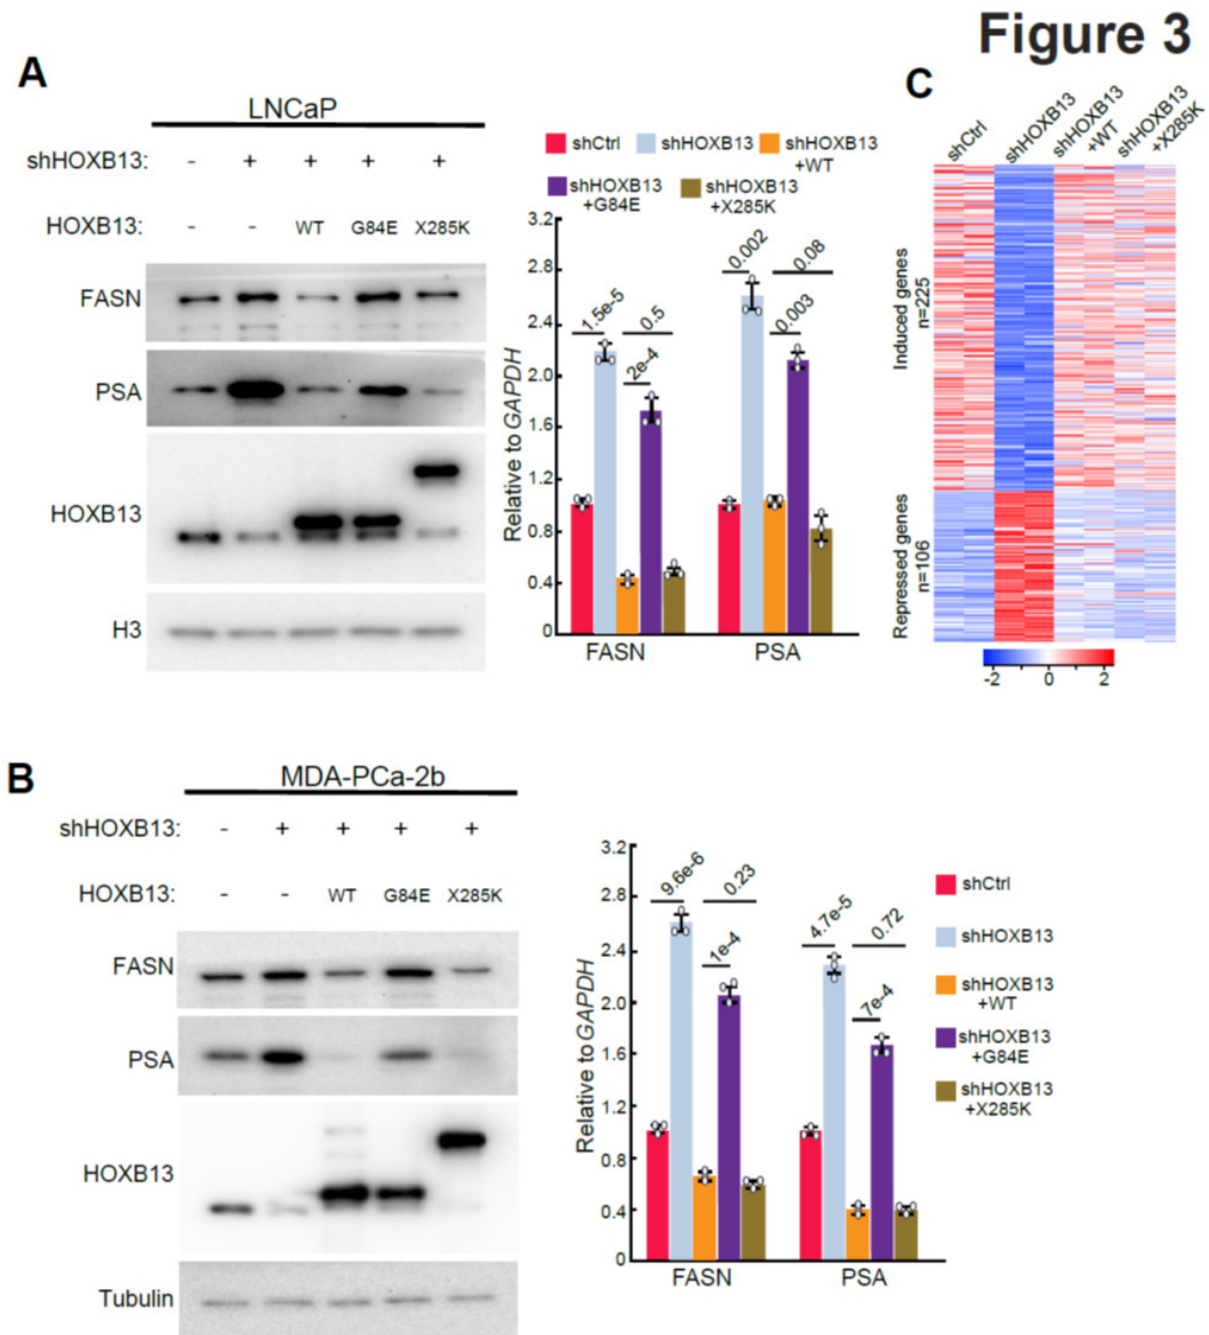 Figure 3
A
LNCaP
shHOXB13: - + + + +
HOXB13: - - WT G84E X285K
FASN
PSA
HOXB13
H3
shCtrl shHOXB13 shHOXB13
+WT
shHOXB13 shHOXB13
+G84E +X285K
Relative to GAPDH
3.2
2.8
2.4
2.0
1.6
1.2
0.8
0.4
0
1.5e-5
0.5
2e-4
0.002
0.08
0.003
FASN PSA
C
shCtrl
shHOXB13
shHOXB13
+WT
shHOXB13
+X285K
Induced genes
n=225
Repressed genes
n=106
-2 0 2
B
MDA-PCa-2b
shHOXB13: - + + + +
HOXB13: - - WT G84E X285K
FASN
PSA
HOXB13
Tubulin
Relative to GAPDH
3.2
2.8
2.4
2.0
1.6
1.2
0.8
0.4
0
9.6e-6
0.23
1e-4
4.7e-5
0.72
7e-4
FASN PSA
shCtrl
shHOXB13
shHOXB13
+WT
shHOXB13
+G84E
shHOXB13
+X285K